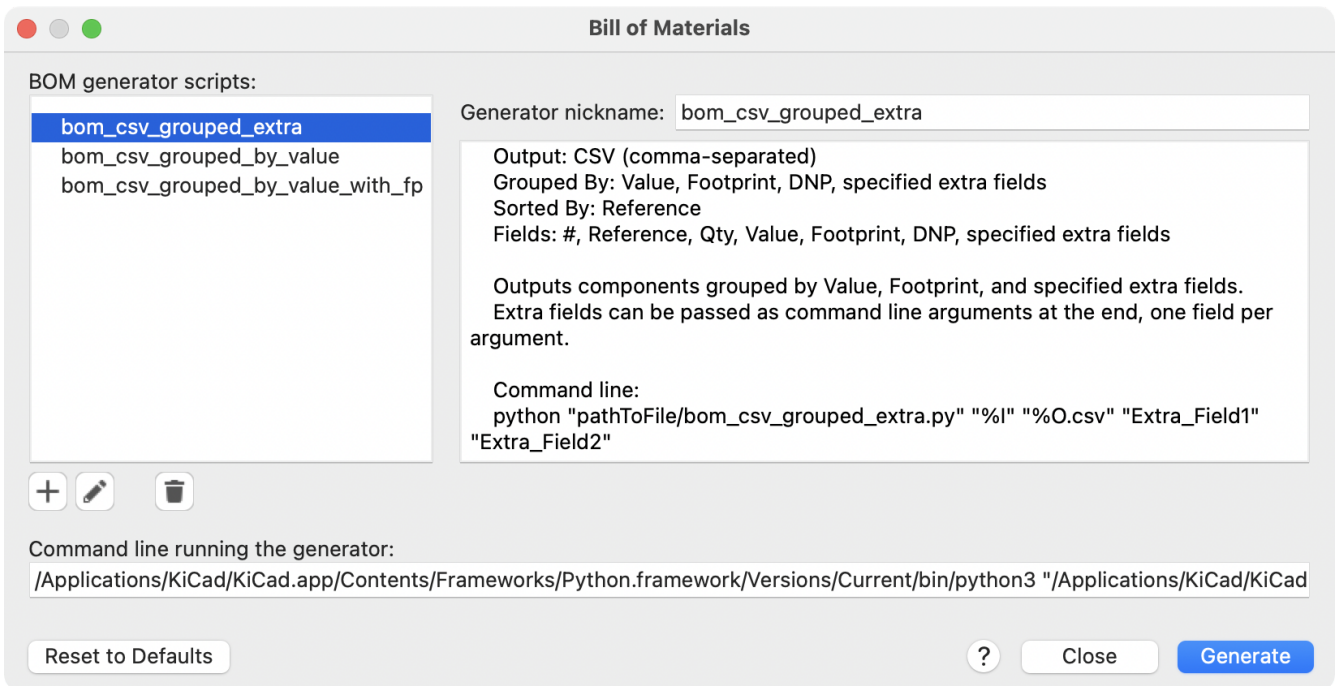 Bill of Materials
BOM generator scripts:
bom_csv_grouped_extra
bom_csv_grouped_by_value
bom_csv_grouped_by_value_with_fp
Generator nickname: bom_csv_grouped_extra
Output: CSV (comma-separated)
Grouped By: Value, Footprint, DNP, specified extra fields
Sorted By: Reference
Fields: #, Reference, Qty, Value, Footprint, DNP, specified extra fields
Outputs components grouped by Value, Footprint, and specified extra fields.
Extra fields can be passed as command line arguments at the end, one field per
argument.
Command line:
python "pathToFile/bom_csv_grouped_extra.py" "%I" "%O.csv" "Extra_Field1"
"Extra_Field2"
Command line running the generator:
/Applications/KiCad/KiCad.app/Contents/Frameworks/Python.framework/Versions/Current/bin/python3 "/Applications/KiCad/KiCad
Reset to Defaults
?
Close
Generate